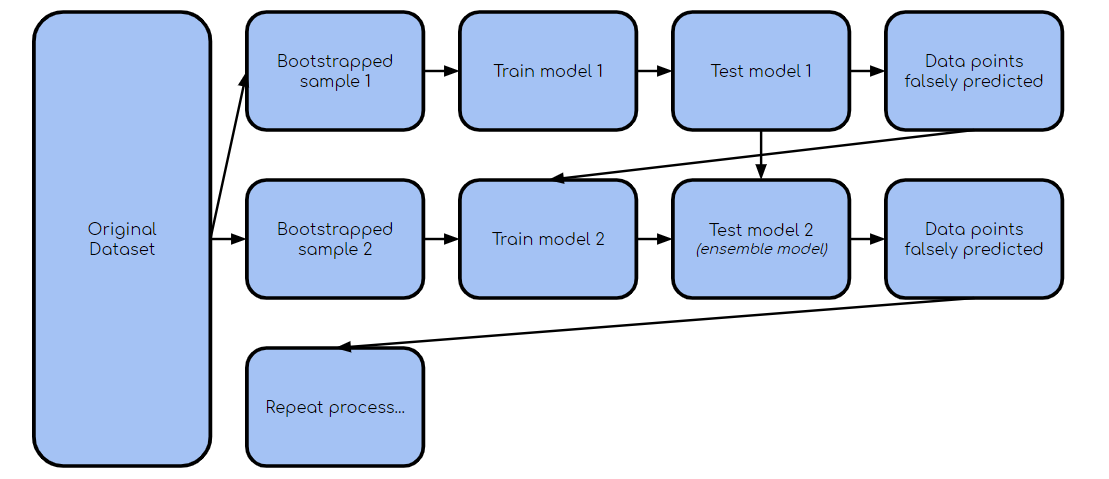 Original
Dataset
Bootstrapped
sample 1
Train model 1
Test model 1
Data points
falsely predicted
Bootstrapped
sample 2
Train model 2
Test model 2
(ensemble model)
Data points
falsely predicted
Repeat process...